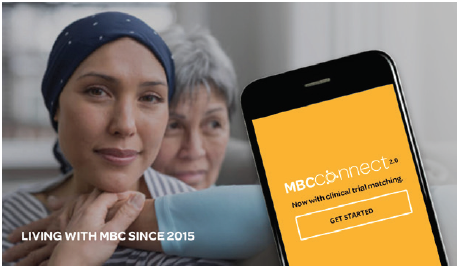 LIVING WITH MBC SINCE 2015
MBCConnect 2.0
Now with clinical trial matching.
GET STARTED